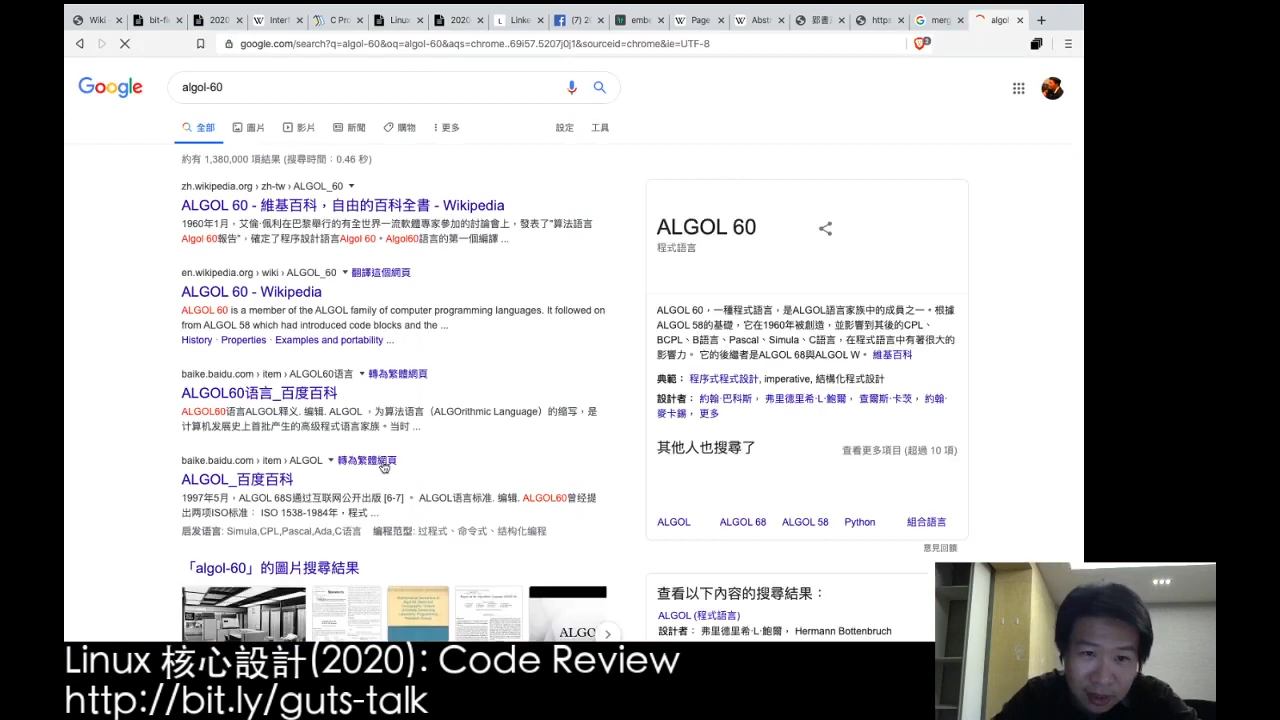 Wiki
bit-fi
2020
Interf
C Pro
Linux
2020
Linke
(7) 20
embe
Page
Abstr
https
merg
algol
google.com/search?q=algol-60&oq=algol-60&aqs=chrome..69i57.5207j0j1&sourceid=chrome&ie=UTF-8
Google
algol-60
全部
圖片
影片
新聞
購物
更多
設定
工具
約有 1,380,000 項結果 (搜尋時間：0.46 秒)
zh.wikipedia.org › zh-tw › ALGOL_60
ALGOL 60 - 維基百科，自由的百科全書 - Wikipedia
1960年1月，艾倫·佩利在巴黎舉行的有全世界一流軟體專家參加的討論會上，發表了"算法語言
Algol 60報告"，確定了程序設計語言Algol 60。Algol60語言的第一個編譯 ...
en.wikipedia.org › wiki › ALGOL_60 翻譯這個網頁
ALGOL 60 - Wikipedia
ALGOL 60 is a member of the ALGOL family of computer programming languages. It followed on
from ALGOL 58 which had introduced code blocks and the ...
History · Properties · Examples and portability ...
baike.baidu.com › item › ALGOL60语言 轉為繁體網頁
ALGOL60语言_百度百科
ALGOL60语言ALGOL释义. 编辑. ALGOL ，为算法语言（ALGOrithmic Language）的缩写，是
计算机发展史上首批产生的高级程式语言家族。当时 ...
baike.baidu.com › item › ALGOL 轉為繁體網頁
ALGOL_百度百科
1997年5月，ALGOL 68S通过互联网公开出版 [6-7] 。 ALGOL语言标准. 编辑. ALGOL60曾经提
出两项ISO标准： ISO 1538-1984年，程式 ...
启发语言: Simula,CPL,Pascal,Ada,C语言 编程范型: 过程式、命令式、结构化编程
「algol-60」的圖片搜尋結果
ALGOL 60
程式語言
ALGOL 60，一種程式語言，是ALGOL語言家族中的成員之一。根據
ALGOL 58的基礎，它在1960年被創造，並影響到其後的CPL、
BCPL、B語言、Pascal、Simula、C語言，在程式語言中有著很大的
影響力。 它的後繼者是ALGOL 68與ALGOL W。 維基百科
典範： 程序式程式設計, imperative, 結構化程式設計
設計者： 約翰·巴科斯， 弗里德里希·L·鮑爾， 查爾斯·卡茨， 約翰·
麥卡錫， 更多
其他人也搜尋了
查看更多項目 (超過 10 項)
ALGOL
ALGOL 68
ALGOL 58
Python
組合語言
意見回饋
查看以下內容的搜尋結果：
ALGOL (程式語言)
設計者： 弗里德里希·L·鮑爾， Hermann Bottenbruch
ALGC
Linux 核心設計(2020): Code Review
http://bit.ly/guts-talk